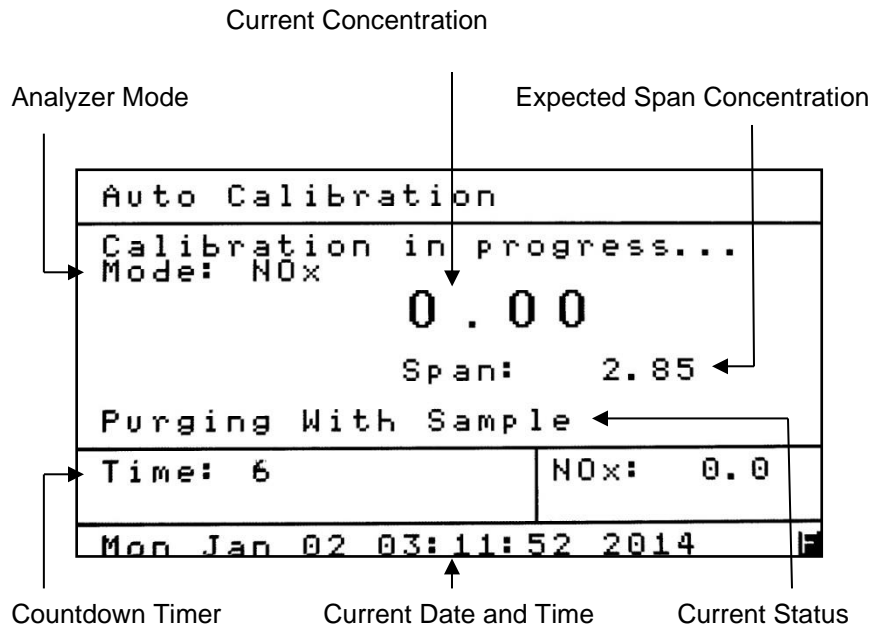 Current Concentration
Analyzer Mode
Expected Span Concentration
Auto Calibration
Calibration in progress...
Mode: NOx
0.00
Span: 2.85
Purging With Sample
Time: 6
NOx: 0.0
Mon Jan 02 03:11:52 2014
Countdown Timer
Current Date and Time
Current Status